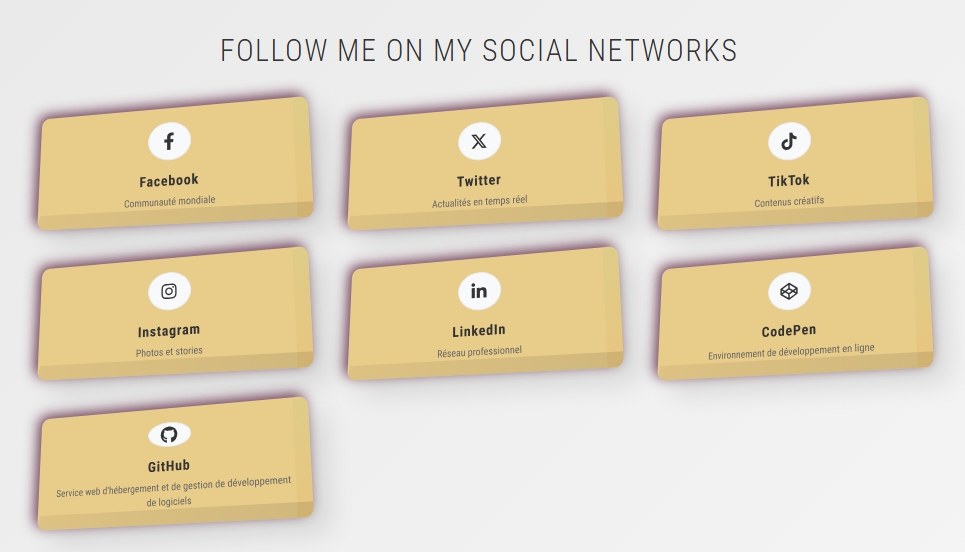 FOLLOW ME ON MY SOCIAL NETWORKS
Facebook
Communauté mondiale
Twitter
Actualités en temps réel
TikTok
Contenus créatifs
Instagram
Photos et stories
LinkedIn
Réseau professionnel
CodePen
Environnement de développement en ligne
GitHub
Service web d'hébergement et de gestion de développement
de logiciels